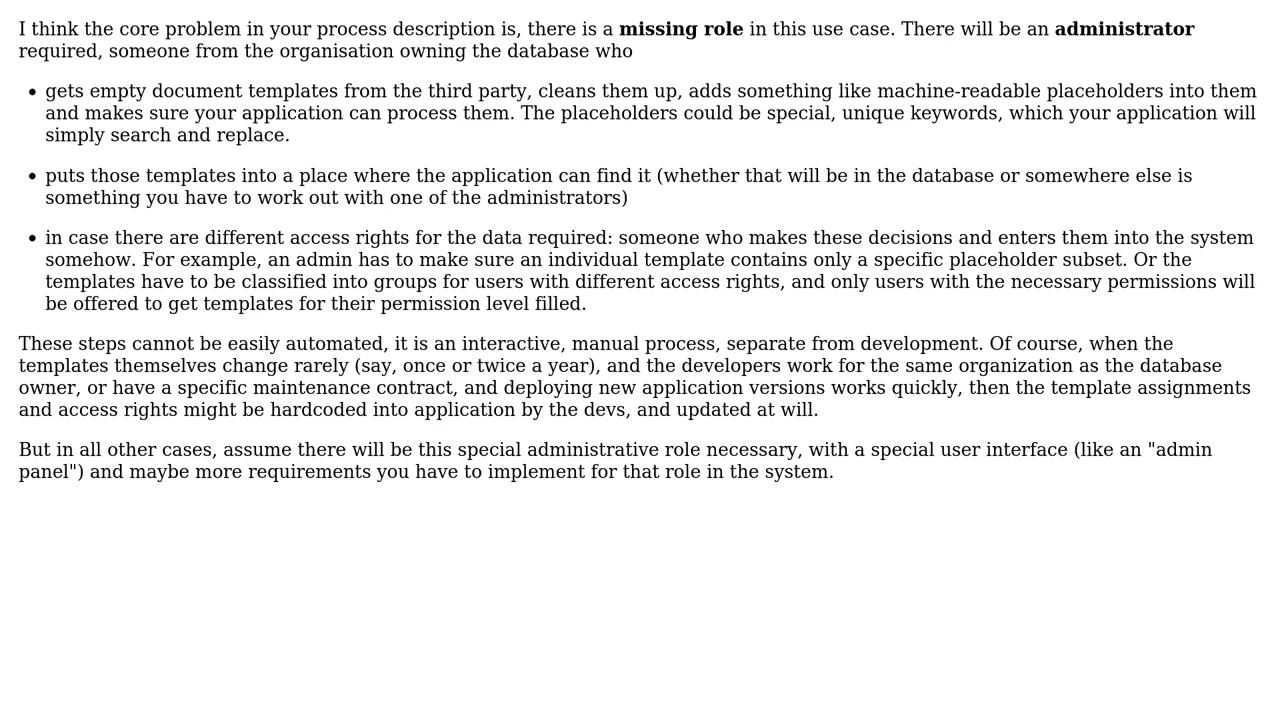 I think the core problem in your process description is, there is a missing role in this use case. There will be an administrator
required, someone from the organisation owning the database who
• gets empty document templates from the third party, cleans them up, adds something like machine-readable placeholders into them
and makes sure your application can process them. The placeholders could be special, unique keywords, which your application will
simply search and replace.
• puts those templates into a place where the application can find it (whether that will be in the database or somewhere else is
something you have to work out with one of the administrators)
• in case there are different access rights for the data required: someone who makes these decisions and enters them into the system
somehow. For example, an admin has to make sure an individual template contains only a specific placeholder subset. Or the
templates have to be classified into groups for users with different access rights, and only users with the necessary permissions will
be offered to get templates for their permission level filled.
These steps cannot be easily automated, it is an interactive, manual process, separate from development. Of course, when the
templates themselves change rarely (say, once or twice a year), and the developers work for the same organization as the database
owner, or have a specific maintenance contract, and deploying new application versions works quickly, then the template assignments
and access rights might be hardcoded into application by the devs, and updated at will.
But in all other cases, assume there will be this special administrative role necessary, with a special user interface (like an "admin
panel") and maybe more requirements you have to implement for that role in the system.